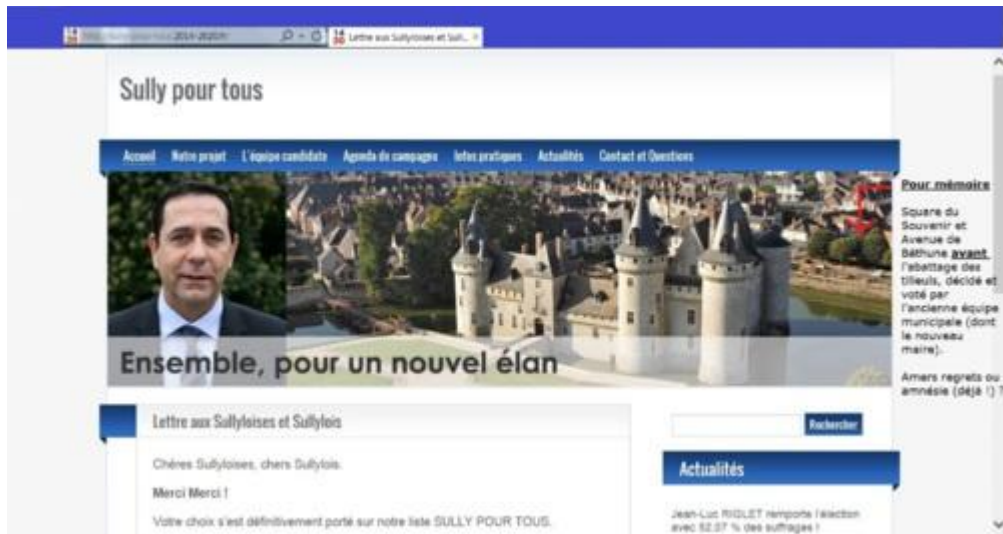 2014-2020.fr
Lettre aux Sullyloises et Sull...
Sully pour tous
Accueil Notre projet L'équipe candidate Agenda de campagne Infos pratiques Actualités Contact et Questions
Ensemble, pour un nouvel élan
Pour mémoire
Square du
Souvenir et
Avenue de
Béthune avant
l'abattage des
tilleuls, décidé et
voté par
l'ancienne équipe
municipale (dont
le nouveau
maire).
Amers regrets ou
amnésie (déjà !) ?
Lettre aux Sullyloises et Sullylois
Chères Sullyloises, chers Sullylois.
Merci Merci !
Votre choix s'est définitivement porté sur notre liste SULLY POUR TOUS.
Rechercher
Actualités
Jean-Luc RIGLET remporte l'élection
avec 52.07 % des suffrages !